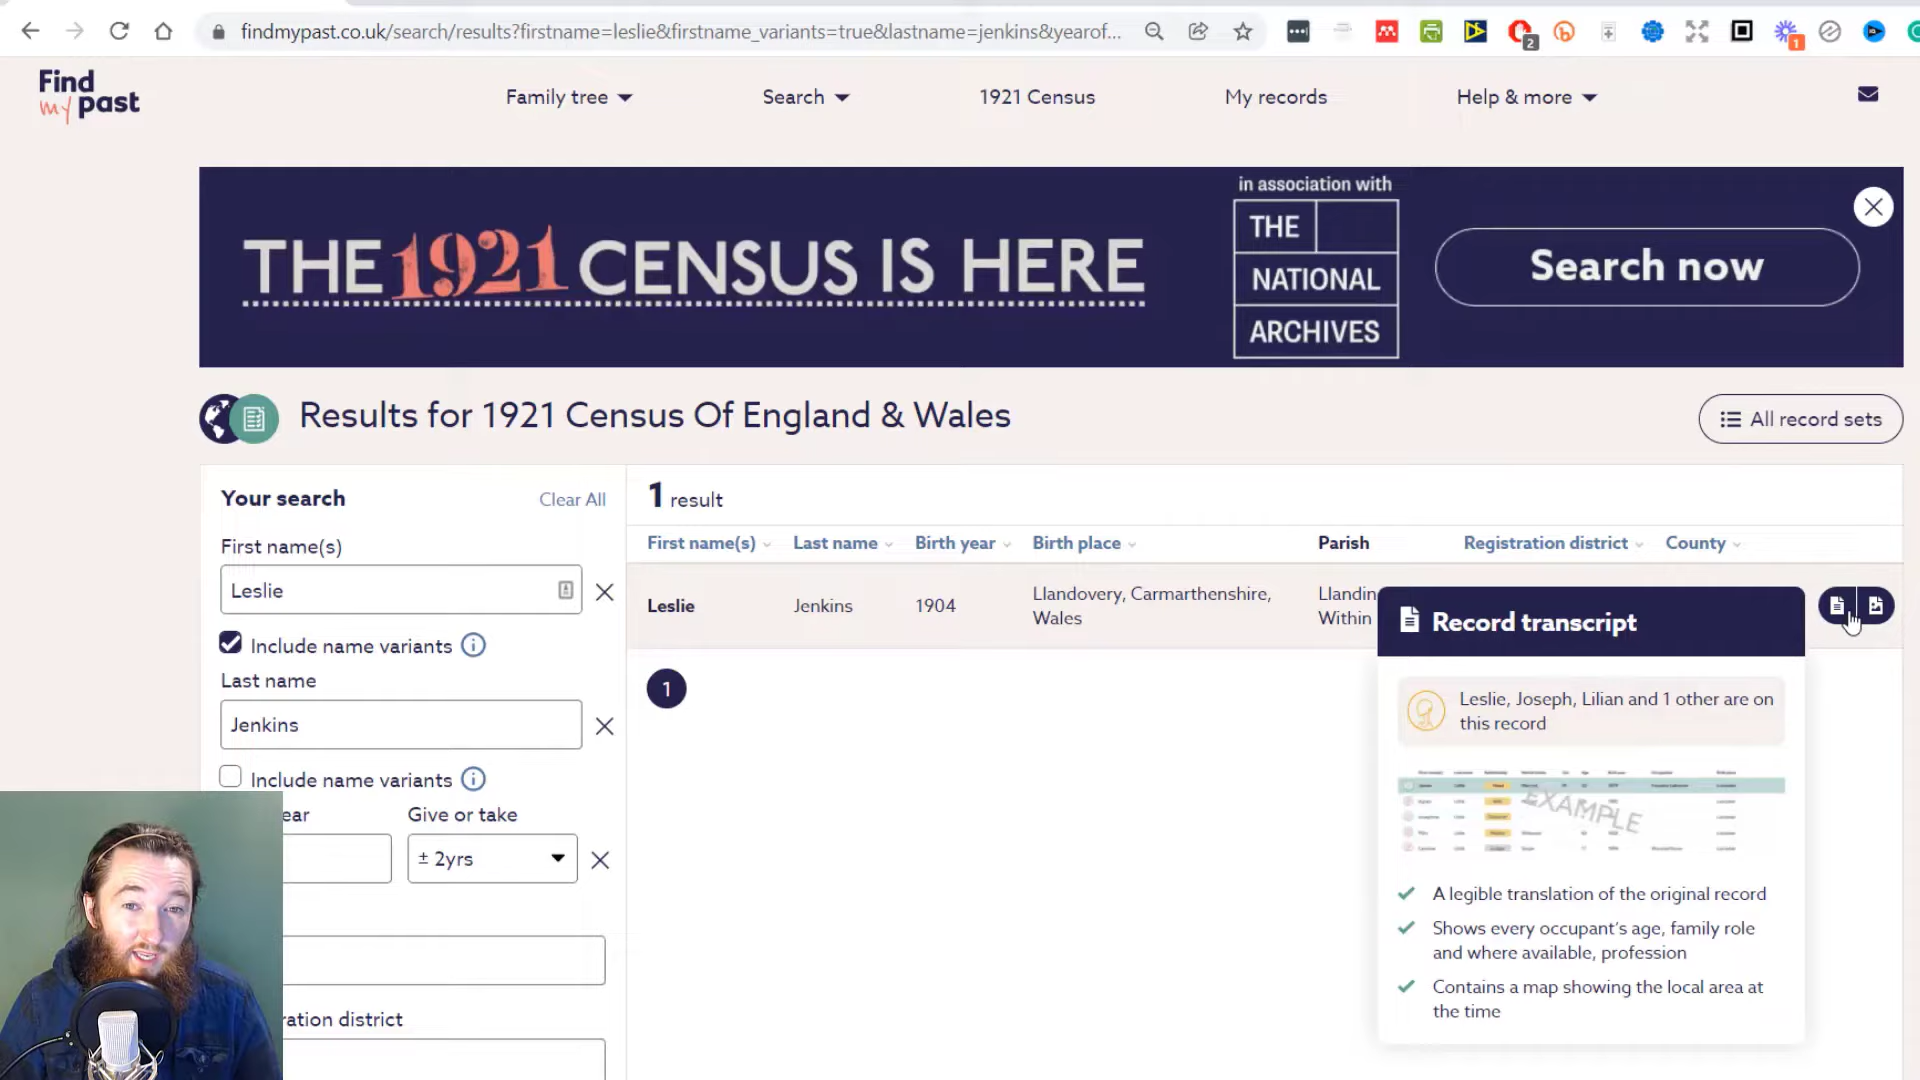 findmypast.co.uk/search/results?firstname=leslie&firstname_variants=true&lastname=jenkins&yearof...
2
1
Find
my past
Family tree
Search
1921 Census
My records
Help & more
THE 1921 CENSUS IS HERE
in association with
THE
NATIONAL
ARCHIVES
Search now
Results for 1921 Census Of England & Wales
All record sets
Your search
Clear All
First name(s)
Leslie
Include name variants
Last name
Jenkins
Include name variants
ear
Give or take
± 2yrs
ration district
1 result
First name(s)
Last name
Birth year
Birth place
Parish
Registration district
County
Leslie
Jenkins
1904
Llandovery, Carmarthenshire,
Wales
Llandin
Within
1
Record transcript
Leslie, Joseph, Lilian and 1 other are on
this record
EXAMPLE
A legible translation of the original record
Shows every occupant's age, family role
and where available, profession
Contains a map showing the local area at
the time